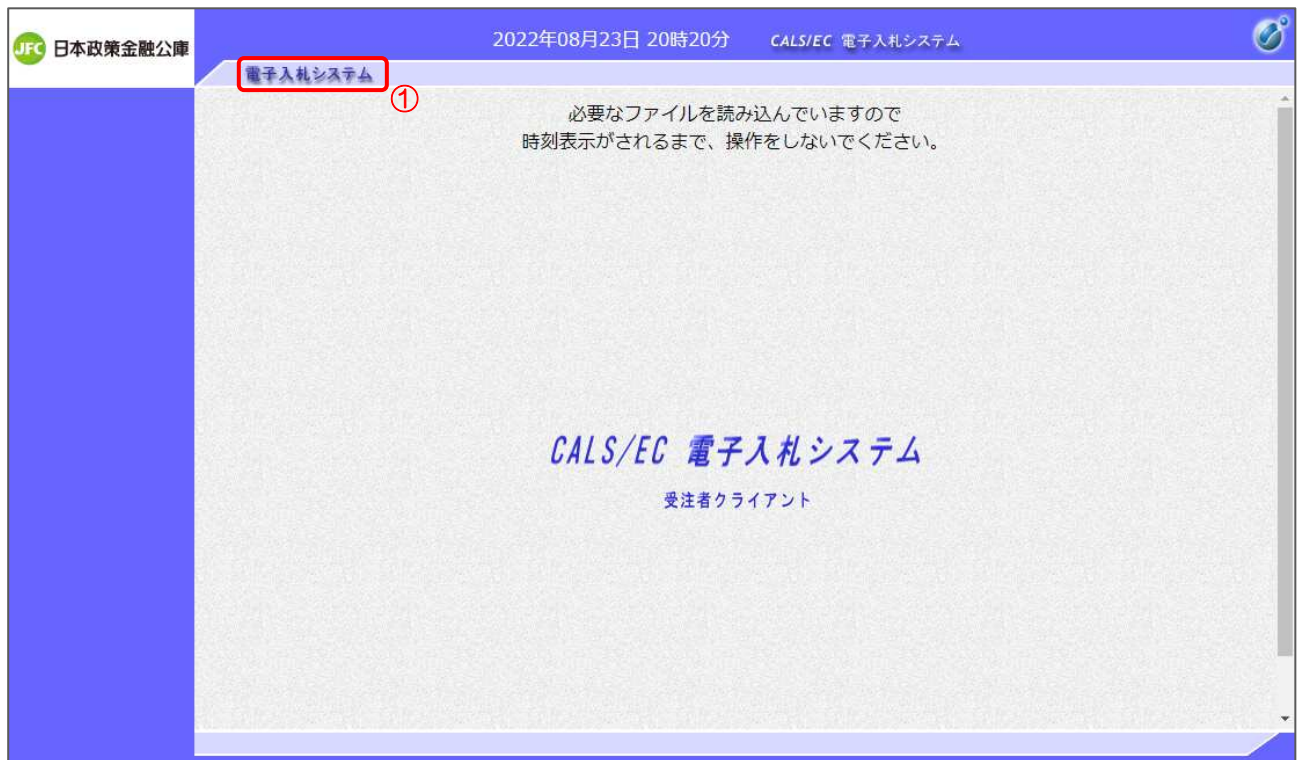 JFC 日本政策金融公庫
2022年08月23日 20時20分 CALS/EC 電子入札システム
電子入札システム
①
必要なファイルを読み込んでいますので
時刻表示がされるまで、操作をしないでください。
CALS/EC 電子入札システム
受注者クライアント